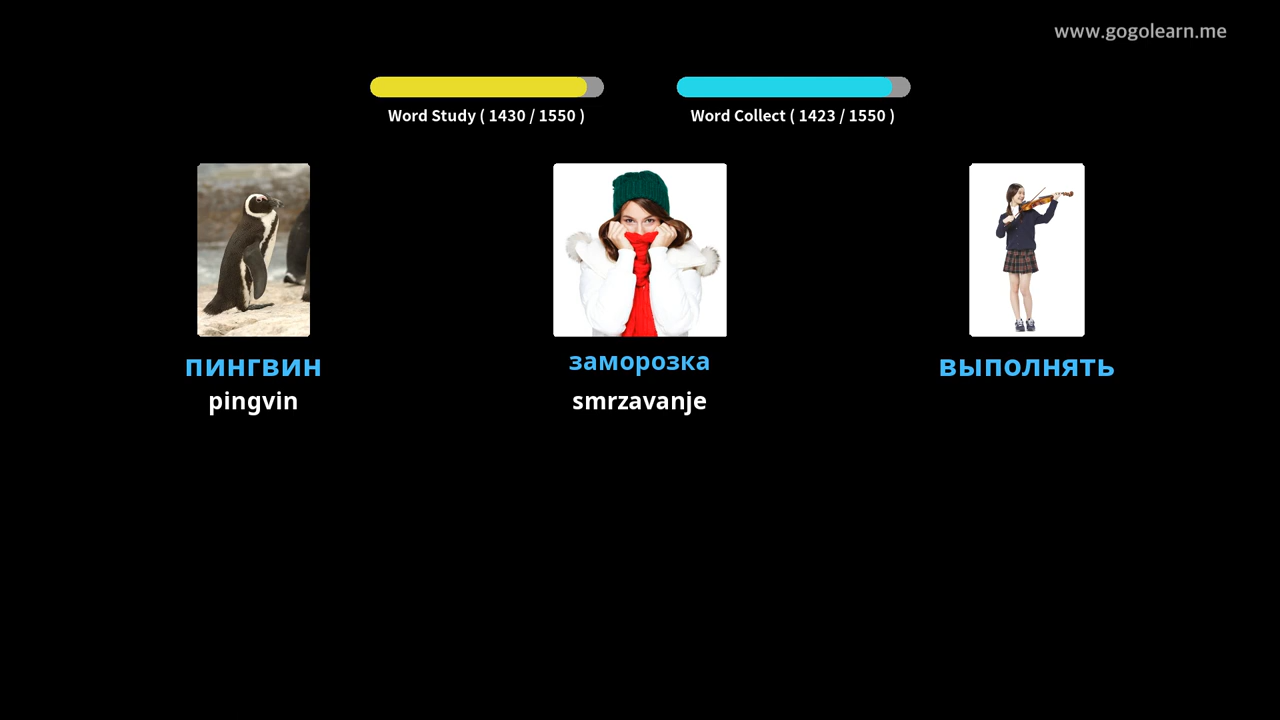 www.gogolearn.me
Word Study ( 1430 / 1550 )
Word Collect ( 1423 / 1550 )
пингвин
pingvin
заморозка
smrzavanje
выполнять